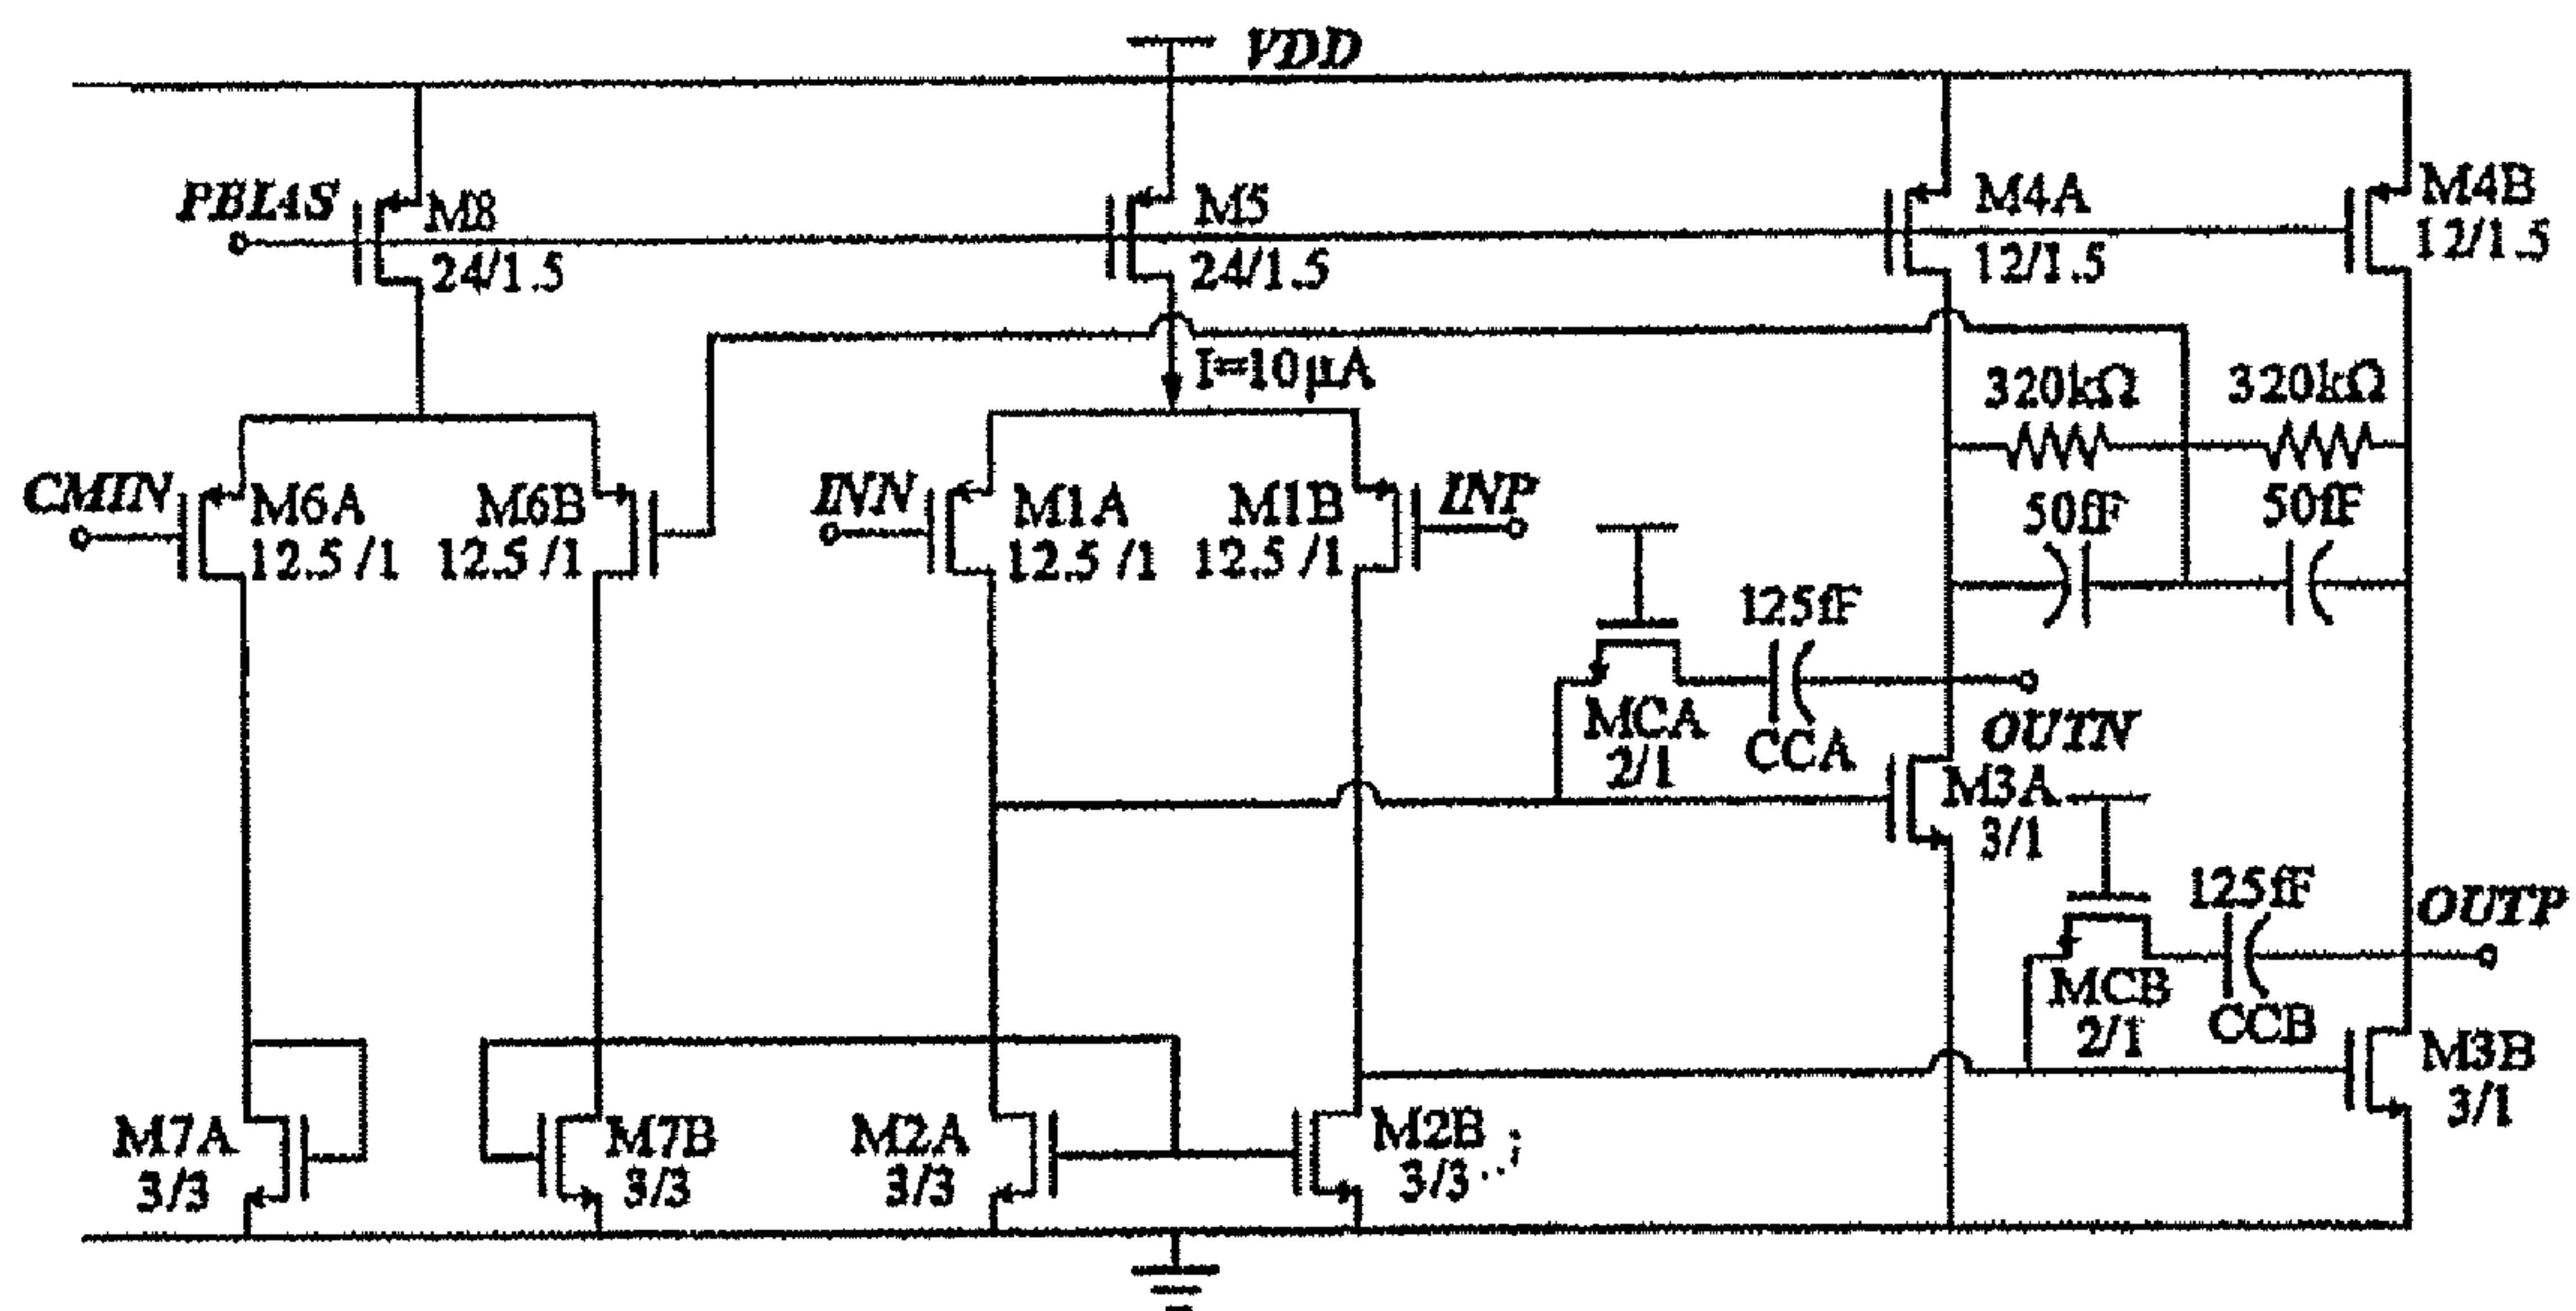 VDD
PBIAS
M8
24/1.5
M5
24/1.5
M4A
12/1.5
M4B
12/1.5
I=10μA
320kΩ
320kΩ
CMIN
M6A
12.5 /1
M6B
12.5 /1
INN
M1A
12.5 /1
M1B
12.5 /1
INP
50fF
50fF
125fF
MCA
2/1
CCA
OUTN
M3A
3/1
125fF
MCB
2/1
CCB
OUTP
M3B
3/1
M7A
3/3
M7B
3/3
M2A
3/3
M2B
3/3